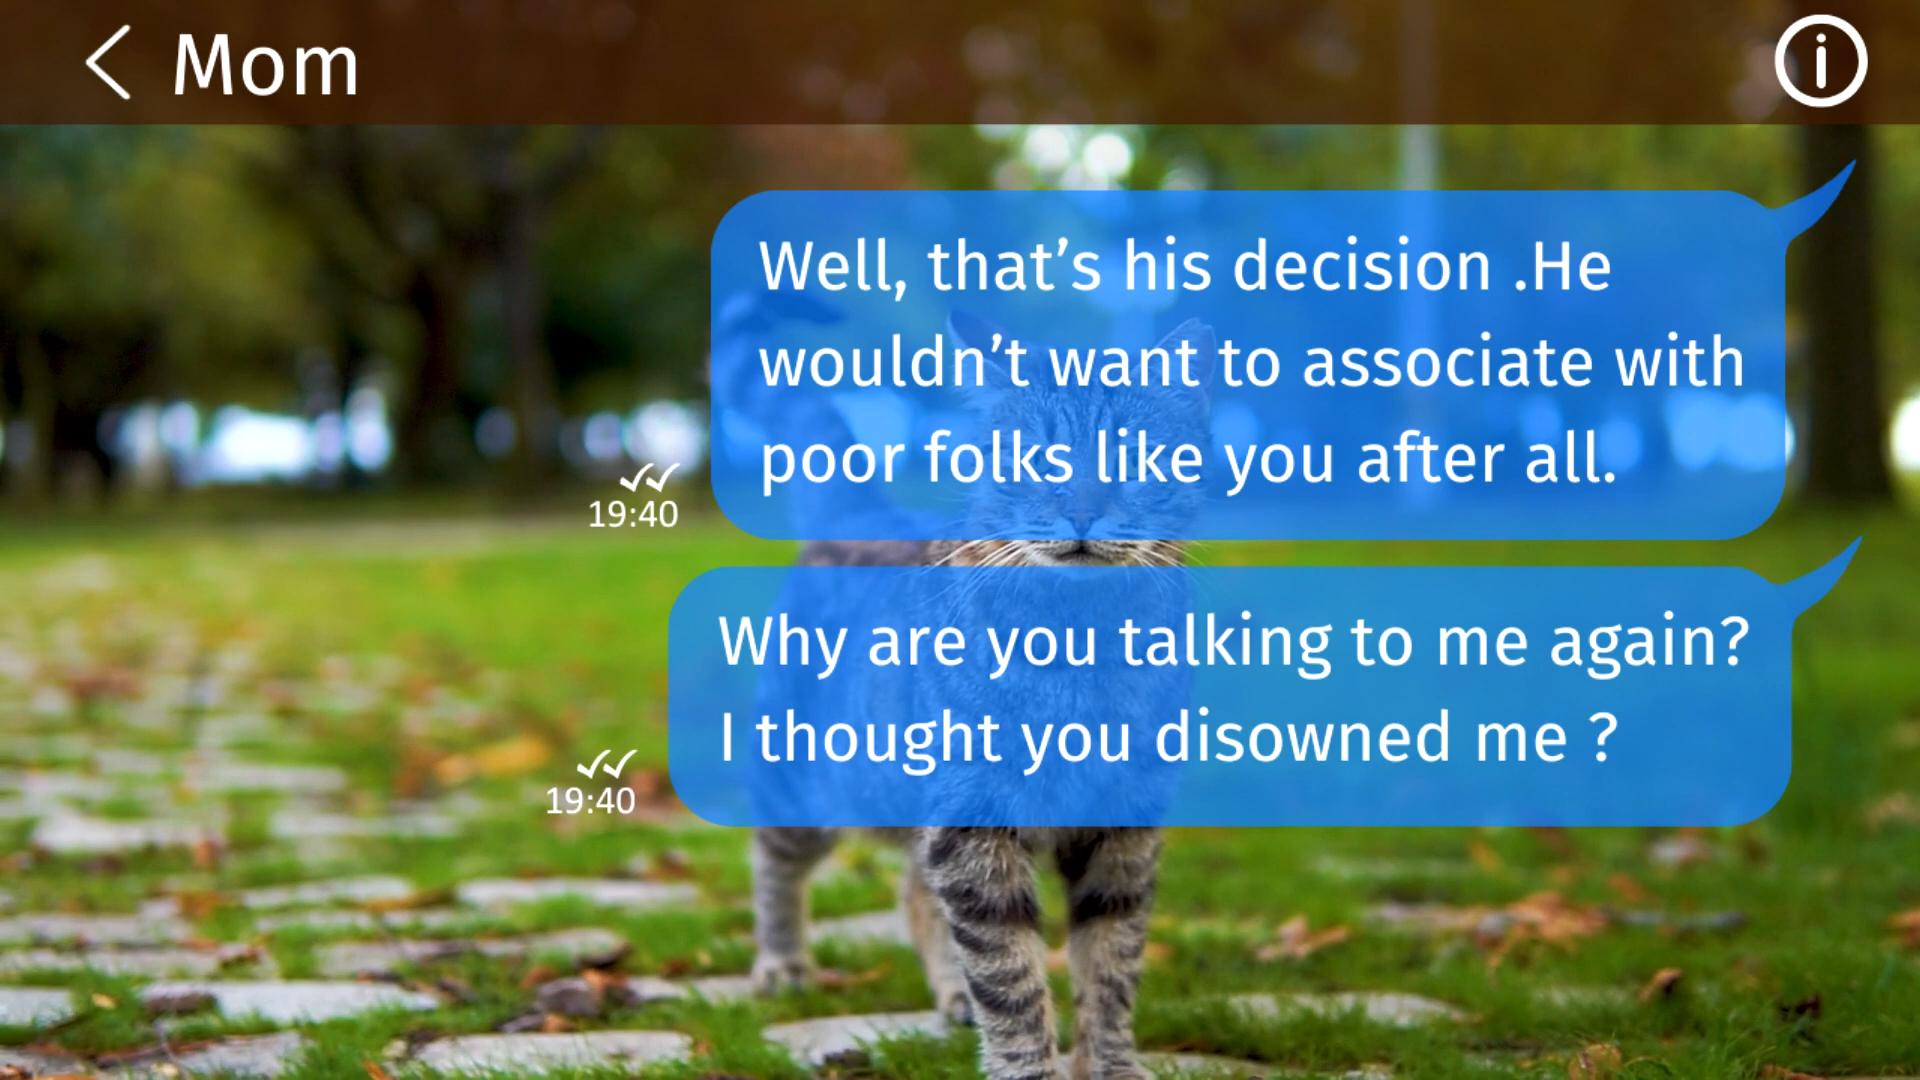 Mom
Well, that’s his decision .He
wouldn’t want to associate with
poor folks like you after all.
19:40
Why are you talking to me again?
I thought you disowned me ?
19:40